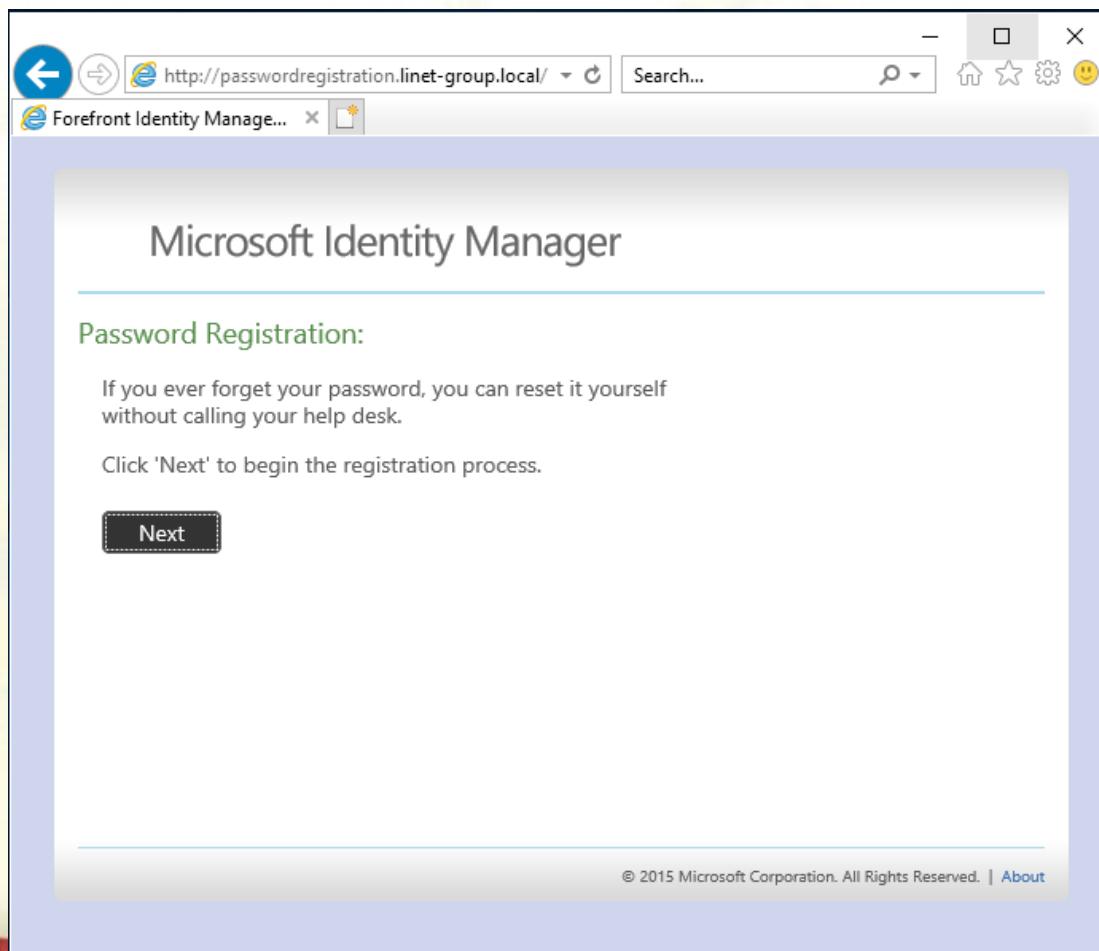 http://passwordregistration.linet-group.local/
Search...
Forefront Identity Manage...
Microsoft Identity Manager
Password Registration:
If you ever forget your password, you can reset it yourself
without calling your help desk.
Click 'Next' to begin the registration process.
Next
© 2015 Microsoft Corporation. All Rights Reserved. | About